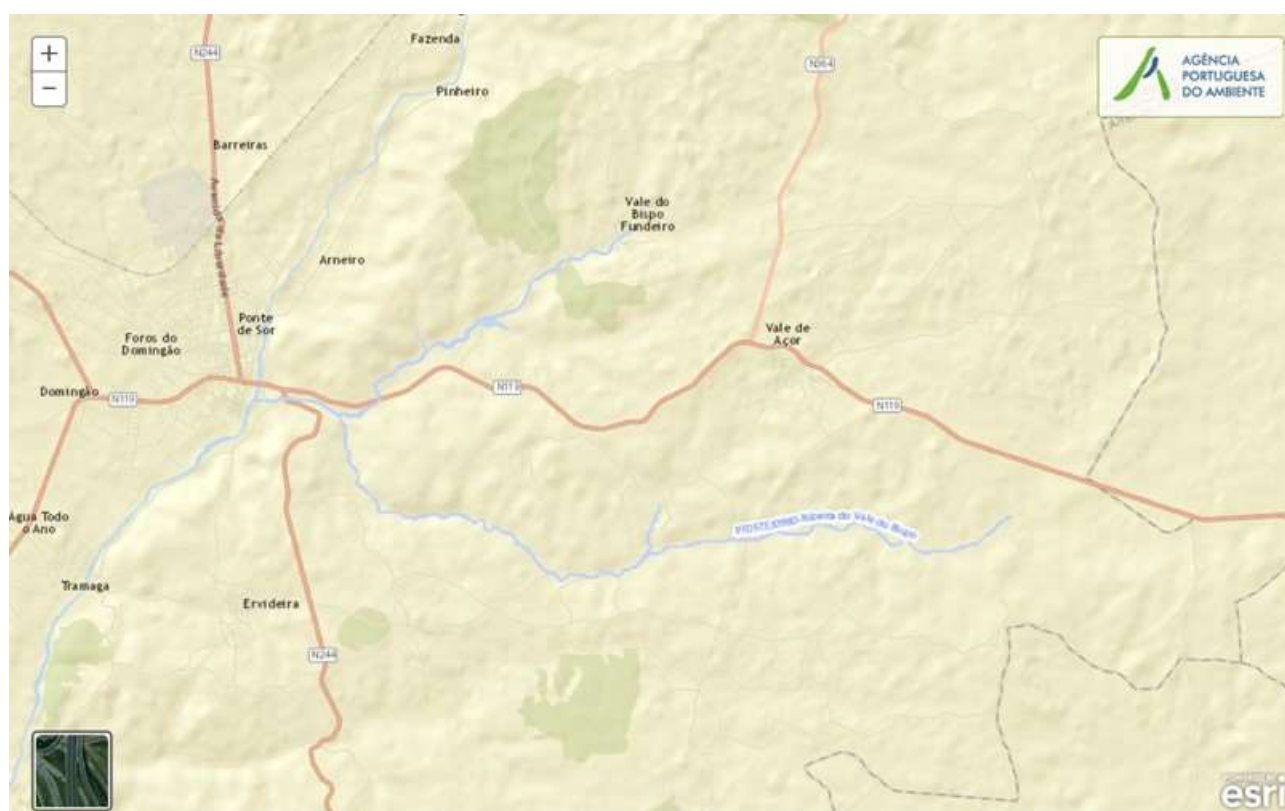 +
−
N244
Fazenda
Pinheiro
N364
AGÊNCIA
PORTUGUESA
DO AMBIENTE
Barreiras
Vale do
Bispo
Fundeiro
Arneiro
Ponte
de Sor
Foros do
Domingão
Vale de
Açor
Domingão
N119
N119
N119
Água Todo
o Ano
Ribeira do Vale do Bispo
Tramaga
Ervideira
N244
esri